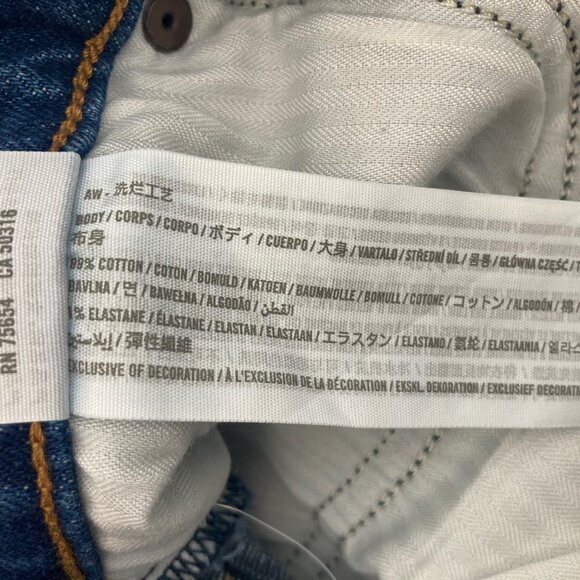 RN 75654 CA 50316
AW - 洗烂工艺
BODY / CORPS / CORPO / ボディ / CUERPO / 大身 / VARTALO / STŘEDNÍ DÍL / 몸통 / GŁÓWNA CZĘŚĆ /
布身
99% COTTON / COTON / BOMULD / KATOEN / BAUMWOLLE / BOMULL / COTONE / コットン / ALGODÓN / 棉 /
BAVLNA / 면 / BAWEŁNA / ALGODÃO / القطن
1% ELASTANE / ÉLASTANE / ELASTAN / ELASTAAN / エラスタン / ELASTANO / 氨纶 / ELASTAANIA /
/ 彈性纖維
EXCLUSIVE OF DECORATION / À L'EXCLUSION DE LA DÉCORATION / EKSKL. DEKORATION / EXCLUSIEF DECORATIE